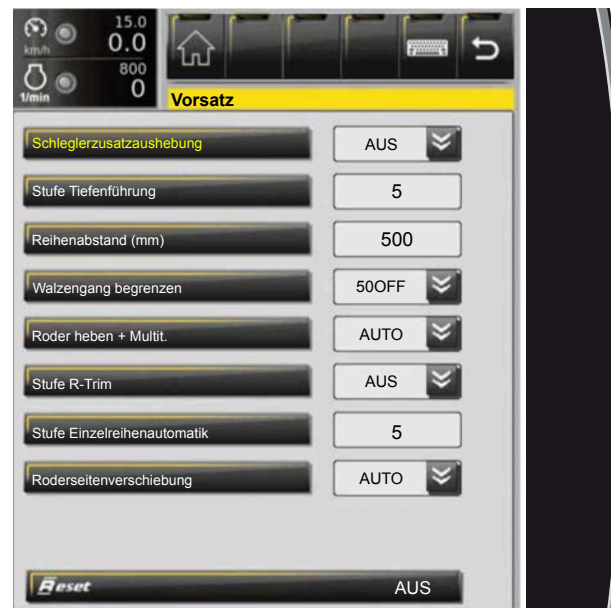 15.0
km/h 0.0
800
1/min 0
Vorsatz
Schleglerzusatzaushebung AUS
Stufe Tiefenführung 5
Reihenabstand (mm) 500
Walzengang begrenzen 50OFF
Roder heben + Multit. AUTO
Stufe R-Trim AUS
Stufe Einzelreihenautomatik 5
Roderseitenverschiebung AUTO
Reset AUS